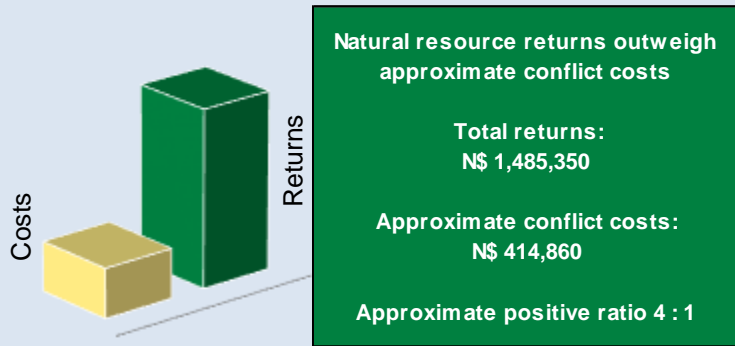 Costs
Returns
Natural resource returns outweigh
approximate conflict costs
Total returns:
N$ 1,485,350
Approximate conflict costs:
N$ 414,860
Approximate positive ratio 4 : 1